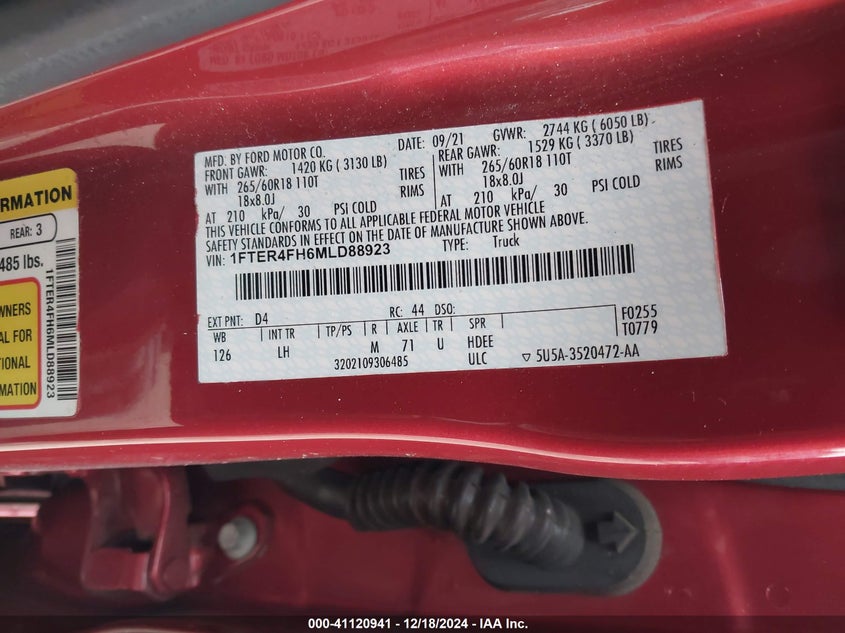 MFD. BY FORD MOTOR CO. DATE: 09/21 GVWR: 2744 KG ( 6050 LB)
FRONT GAWR: 1420 KG ( 3130 LB) REAR GAWR: 1529 KG ( 3370 LB)
WITH 265/60R18 110T TIRES WITH 265/60R18 110T TIRES
18x8.0J RIMS 18x8.0J RIMS
AT 210 kPa/ 30 PSI COLD AT 210 kPa/ 30 PSI COLD
THIS VEHICLE CONFORMS TO ALL APPLICABLE FEDERAL MOTOR VEHICLE
SAFETY STANDARDS IN EFFECT ON THE DATE OF MANUFACTURE SHOWN ABOVE.
VIN: 1FTER4FH6MLD88923 TYPE: Truck
EXT PNT: D4 RC: 44 DSO: F0255
WB INT TR TP/PS R AXLE TR SPR T0779
126 LH M 71 U HDEE
3202109306485 ULC ▽ 5U5A-3520472-AA
RMATION
REAR: 3
485 lbs.
WNERS
AL FOR
TIONAL
RMATION
1FTER4FH6MLD88923
000-41120941 - 12/18/2024 - IAA Inc.